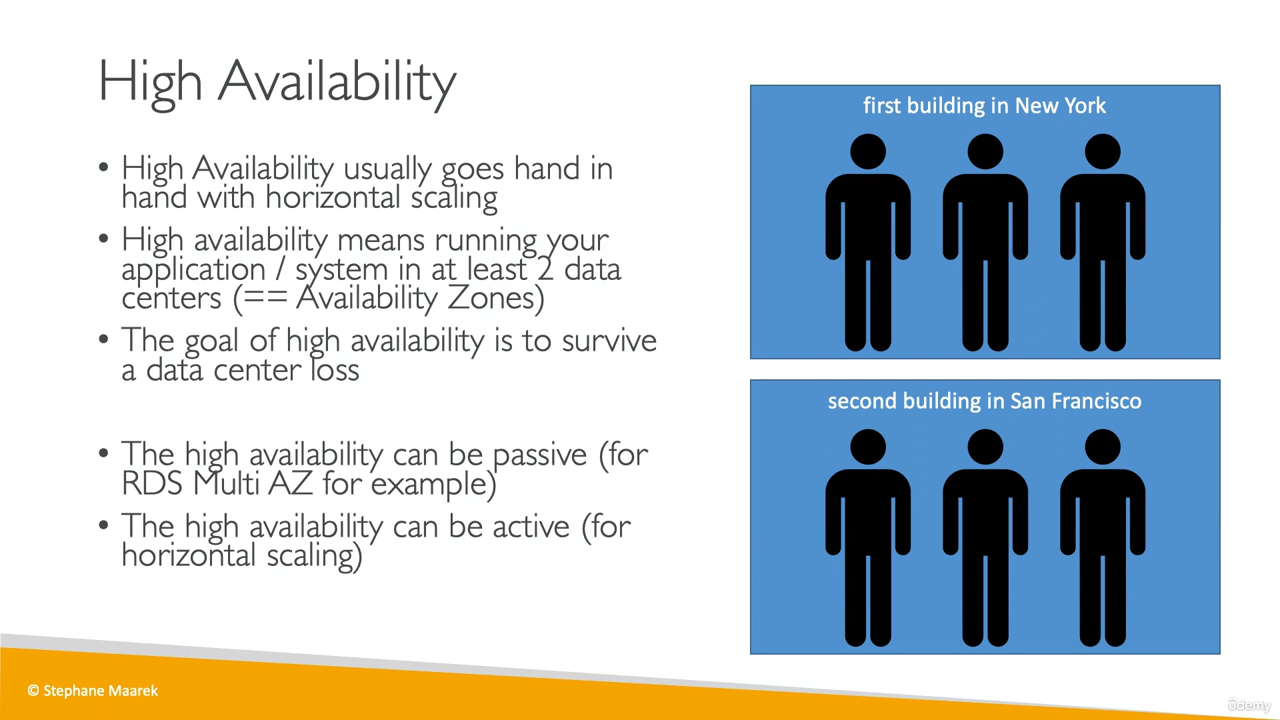 High Availability
• High Availability usually goes hand in
hand with horizontal scaling
• High availability means running your
application / system in at least 2 data
centers (== Availability Zones)
• The goal of high availability is to survive
a data center loss
• The high availability can be passive (for
RDS Multi AZ for example)
• The high availability can be active (for
horizontal scaling)
first building in New York
second building in San Francisco
© Stephane Maarek
ûdemy